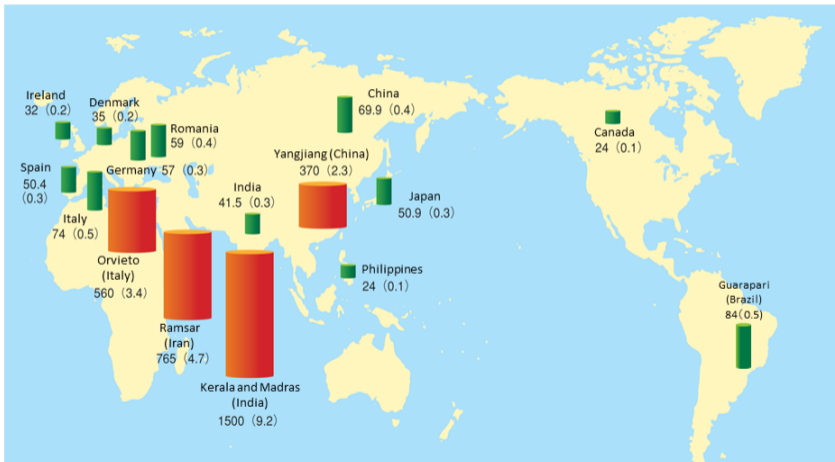 Ireland
32 (0.2)
Denmark
35 (0.2)
Romania
59 (0.4)
Germany 57 (0.3)
Spain
50.4
(0.3)
Italy
74 (0.5)
Orvieto
(Italy)
560 (3.4)
Ramsar
(Iran)
765 (4.7)
India
41.5 (0.3)
Kerala and Madras
(India)
1500 (9.2)
China
69.9 (0.4)
Yangjiang (China)
370 (2.3)
Japan
50.9 (0.3)
Philippines
24 (0.1)
Canada
24 (0.1)
Guarapari
(Brazil)
84(0.5)